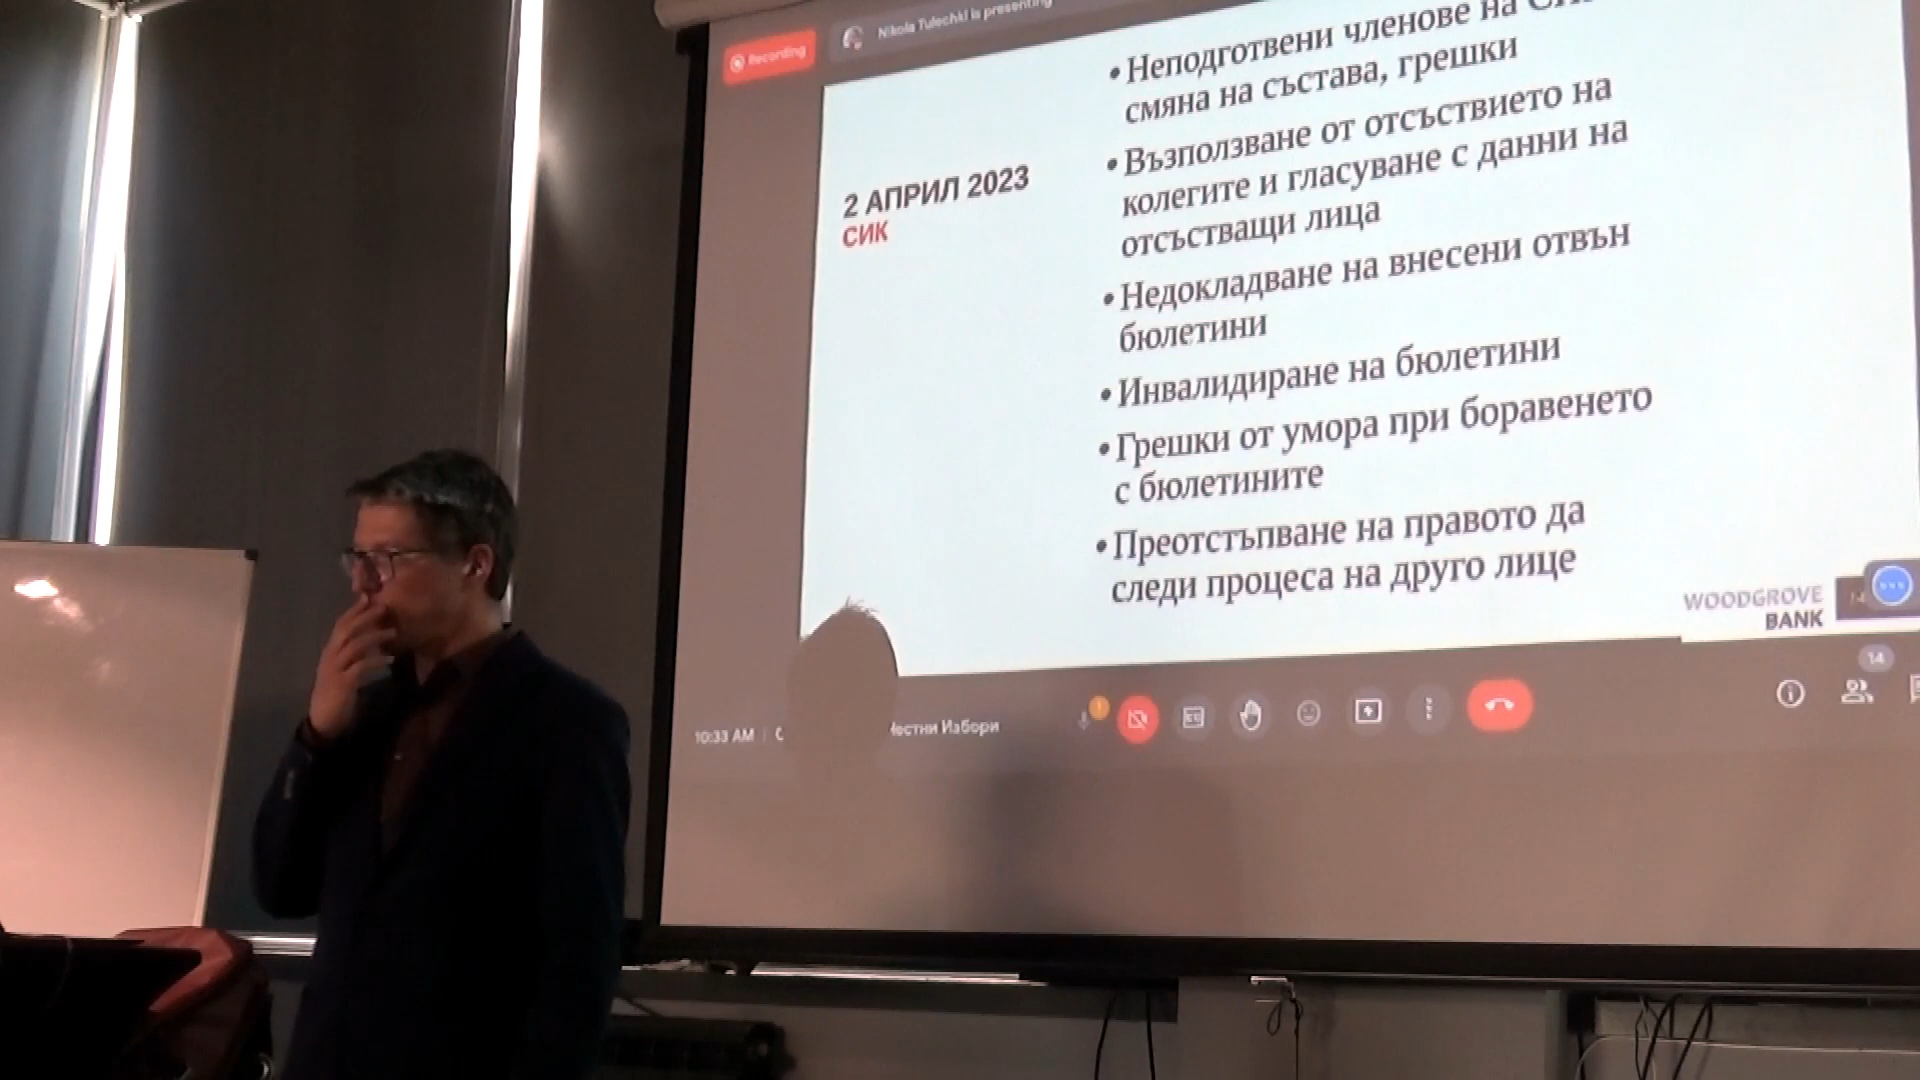 Recording
Nikola Tulechki is presenting
• Неподготвени членове на
смяна на състава, грешки
• Възползване от отсъствието на
колегите и гласуване с данни на
отсъстващи лица
• Недокладване на внесени отвън
бюлетини
• Инвалидиране на бюлетини
• Грешки от умора при боравенето
с бюлетините
• Преотстъпване на правото да
следи процеса на друго лице
2 АПРИЛ 2023
СИК
WOODGROVE
BANK
14
10:33 AM
Избори